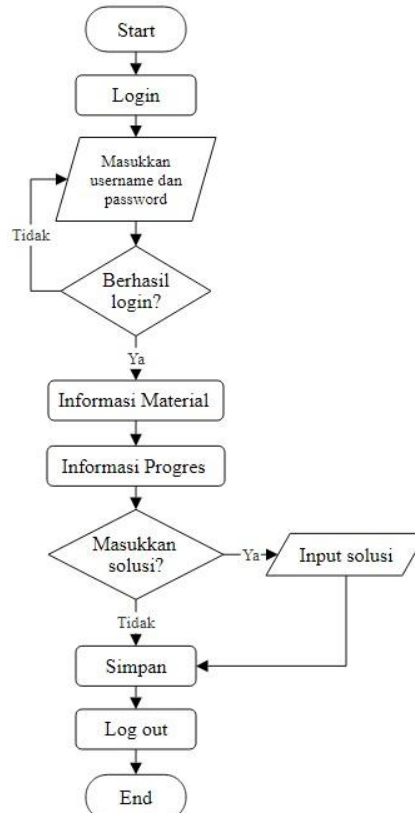 Start
Login
Masukkan
username dan
password
Tidak
Berhasil
login?
Ya
Informasi Material
Informasi Progres
Masukkan
solusi?
Ya
Input solusi
Tidak
Simpan
Log out
End